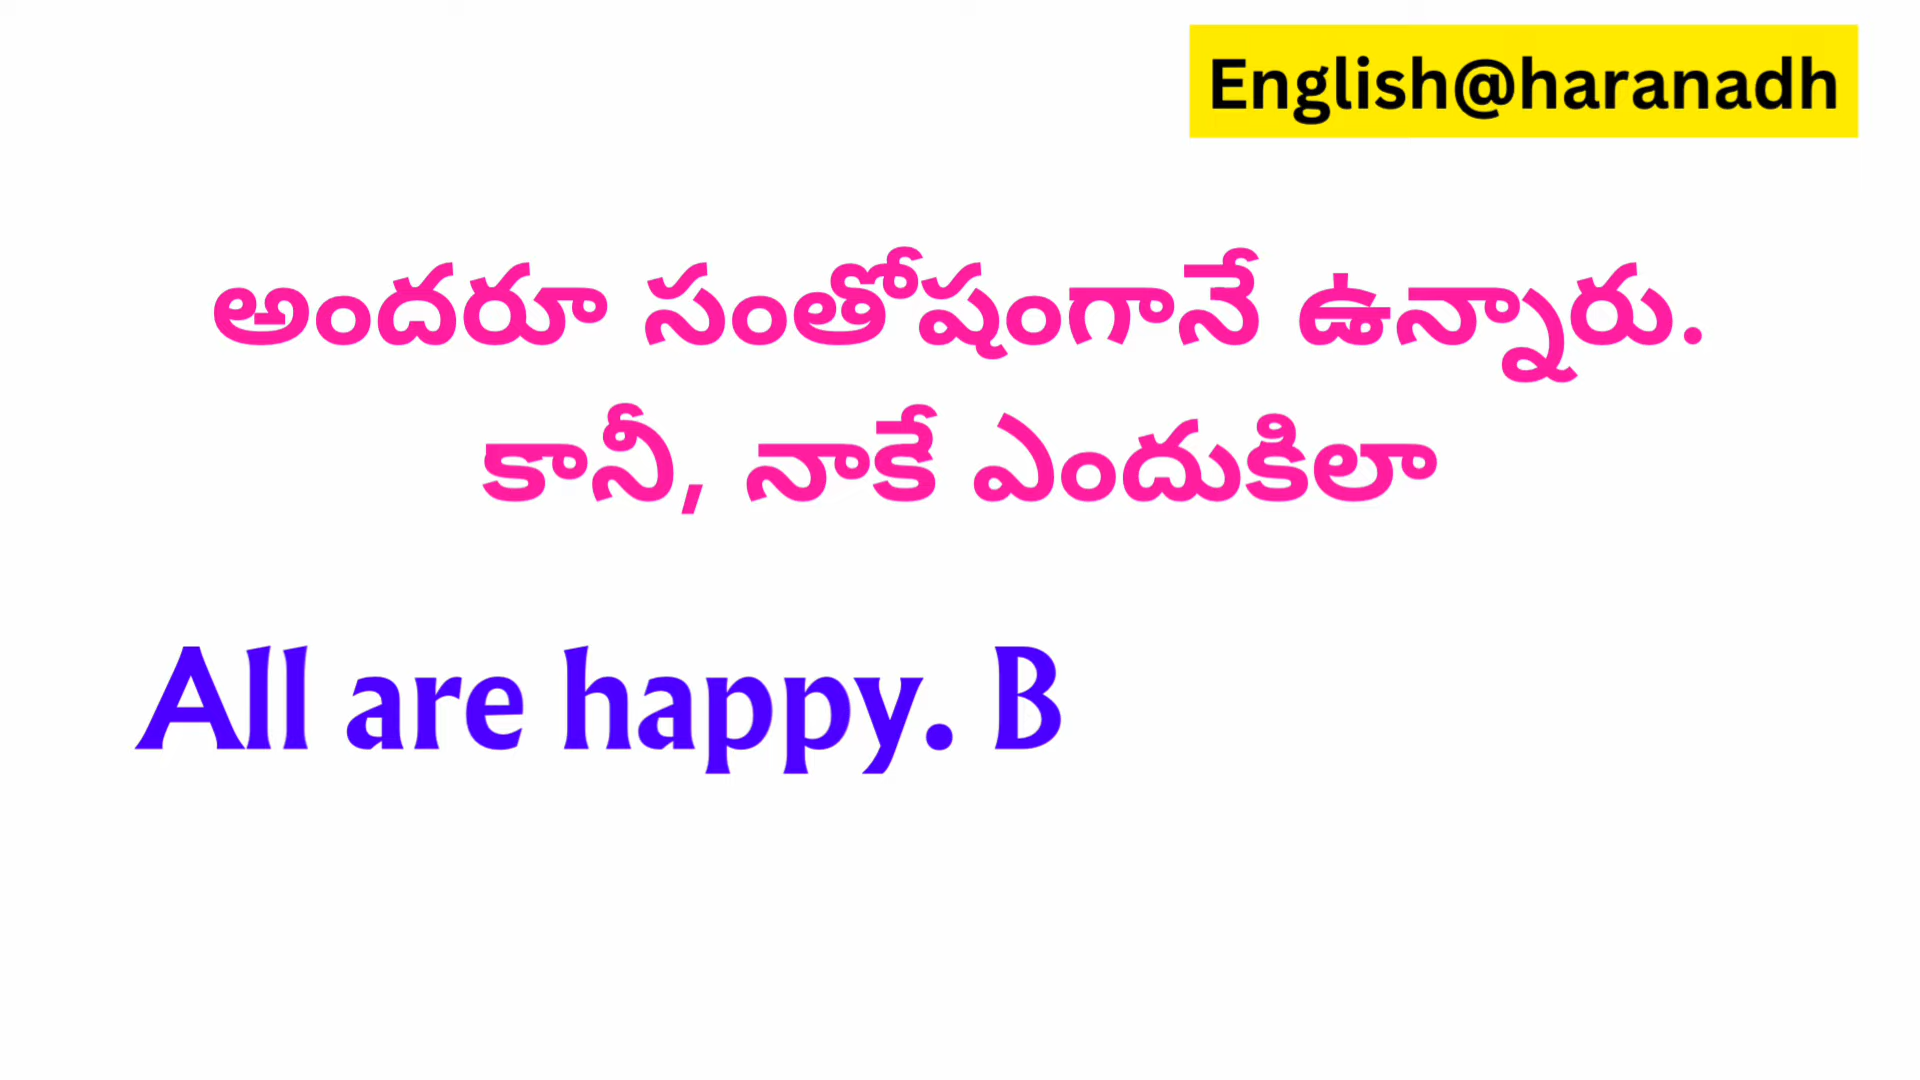 English@haranadh
అందరూ సంతోషంగానే ఉన్నారు.
కానీ, నాకే ఎందుకిలా
All are happy. B